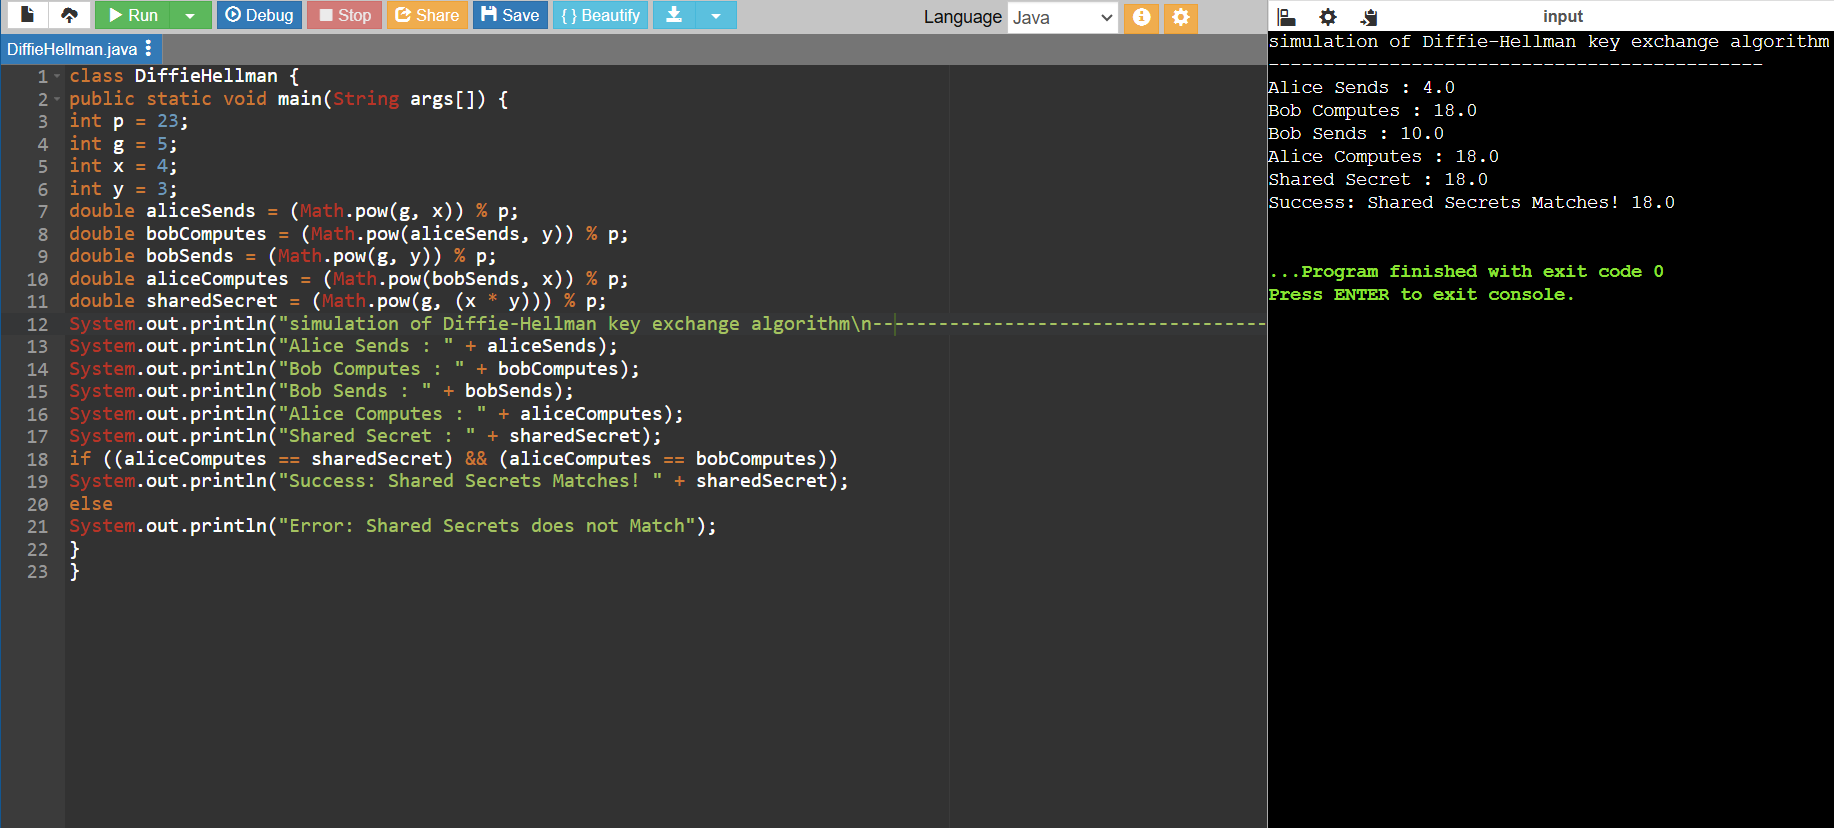 Run
Debug
Stop
Share
Save
{ } Beautify
Language Java
DiffieHellman.java
1 class DiffieHellman {
2 public static void main(String args[]) {
3 int p = 23;
4 int g = 5;
5 int x = 4;
6 int y = 3;
7 double aliceSends = (Math.pow(g, x)) % p;
8 double bobComputes = (Math.pow(aliceSends, y)) % p;
9 double bobSends = (Math.pow(g, y)) % p;
10 double aliceComputes = (Math.pow(bobSends, x)) % p;
11 double sharedSecret = (Math.pow(g, (x * y))) % p;
12 System.out.println("simulation of Diffie-Hellman key exchange algorithm\n------------------------------------
13 System.out.println("Alice Sends : " + aliceSends);
14 System.out.println("Bob Computes : " + bobComputes);
15 System.out.println("Bob Sends : " + bobSends);
16 System.out.println("Alice Computes : " + aliceComputes);
17 System.out.println("Shared Secret : " + sharedSecret);
18 if ((aliceComputes == sharedSecret) && (aliceComputes == bobComputes))
19 System.out.println("Success: Shared Secrets Matches! " + sharedSecret);
20 else
21 System.out.println("Error: Shared Secrets does not Match");
22 }
23 }
input
simulation of Diffie-Hellman key exchange algorithm
---------------------------------------------
Alice Sends : 4.0
Bob Computes : 18.0
Bob Sends : 10.0
Alice Computes : 18.0
Shared Secret : 18.0
Success: Shared Secrets Matches! 18.0
...Program finished with exit code 0
Press ENTER to exit console.